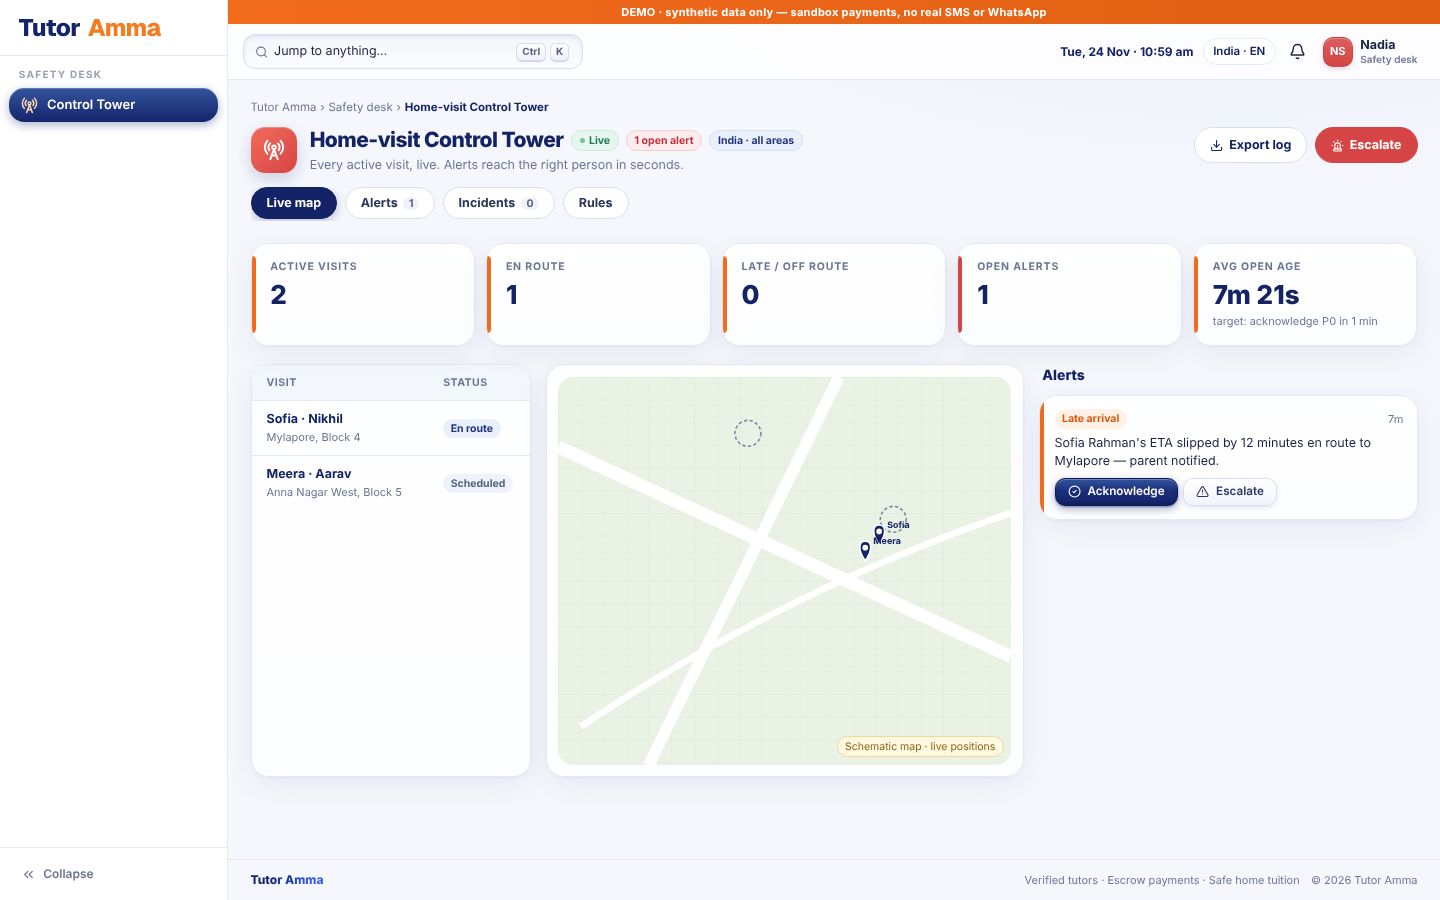 Tutor Amma
DEMO · synthetic data only — sandbox payments, no real SMS or WhatsApp
Jump to anything...
Ctrl K
Tue, 24 Nov · 10:59 am
India · EN
NS
Nadia
Safety desk
SAFETY DESK
Control Tower
Tutor Amma › Safety desk › Home-visit Control Tower
Home-visit Control Tower
Live
1 open alert
India · all areas
Every active visit, live. Alerts reach the right person in seconds.
Export log
Escalate
Live map
Alerts 1
Incidents 0
Rules
ACTIVE VISITS
2
EN ROUTE
1
LATE / OFF ROUTE
0
OPEN ALERTS
1
AVG OPEN AGE
7m 21s
target: acknowledge P0 in 1 min
VISIT STATUS
Sofia · Nikhil
Mylapore, Block 4
En route
Meera · Aarav
Anna Nagar West, Block 5
Scheduled
Sofia
Meera
Schematic map · live positions
Alerts
Late arrival
7m
Sofia Rahman's ETA slipped by 12 minutes en route to
Mylapore — parent notified.
Acknowledge
Escalate
Collapse
Tutor Amma
Verified tutors · Escrow payments · Safe home tuition © 2026 Tutor Amma